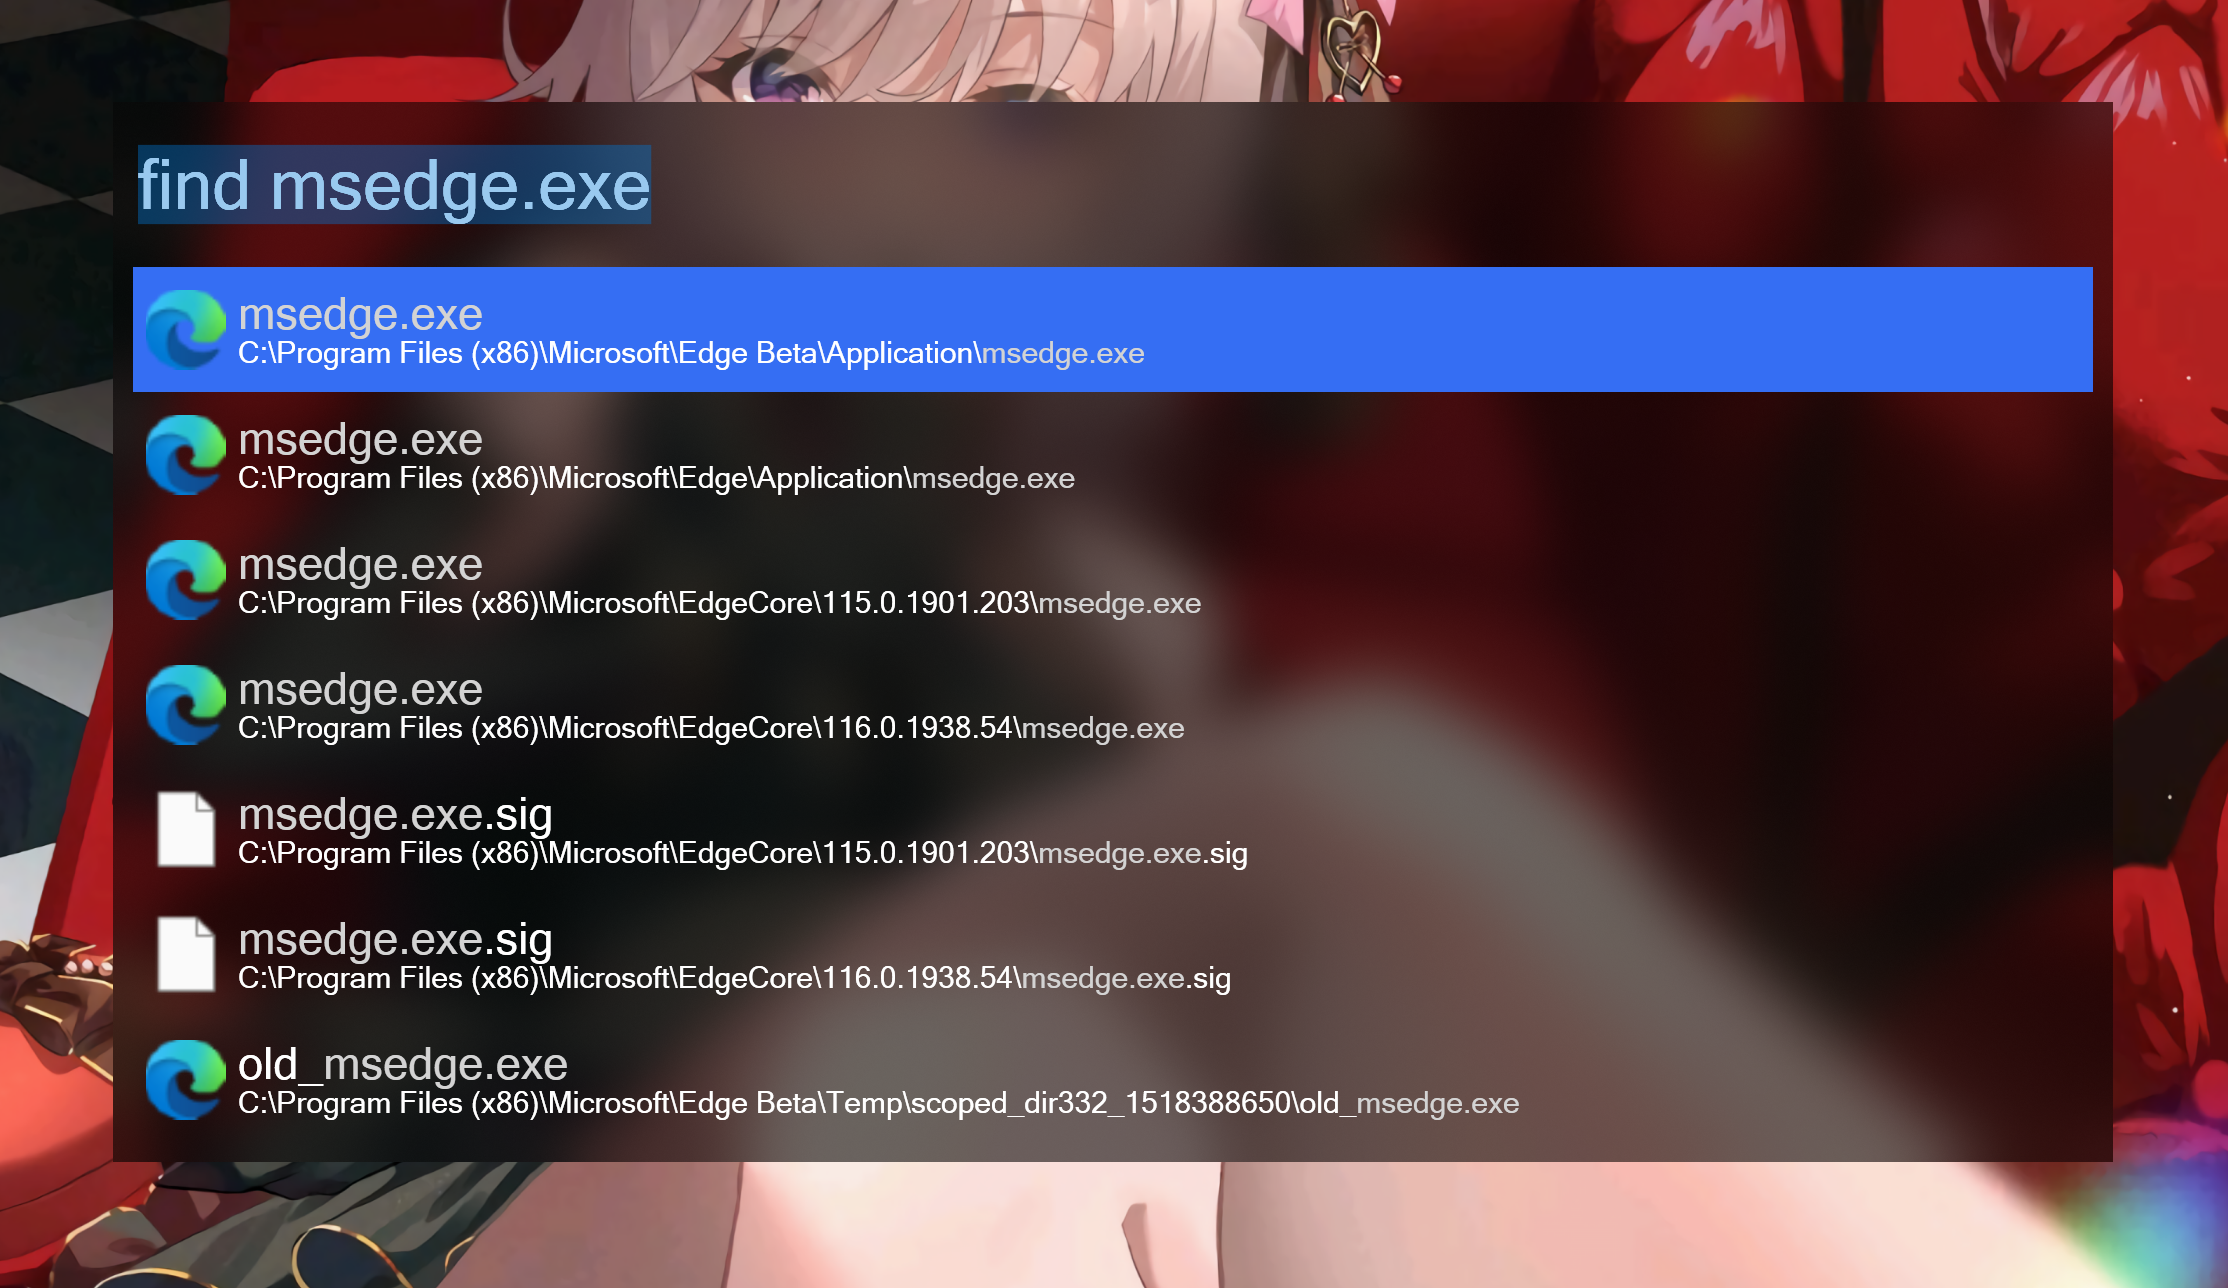 find msedge.exe
msedge.exe
C:\Program Files (x86)\Microsoft\Edge Beta\Application\msedge.exe
msedge.exe
C:\Program Files (x86)\Microsoft\Edge\Application\msedge.exe
msedge.exe
C:\Program Files (x86)\Microsoft\EdgeCore\115.0.1901.203\msedge.exe
msedge.exe
C:\Program Files (x86)\Microsoft\EdgeCore\116.0.1938.54\msedge.exe
msedge.exe.sig
C:\Program Files (x86)\Microsoft\EdgeCore\115.0.1901.203\msedge.exe.sig
msedge.exe.sig
C:\Program Files (x86)\Microsoft\EdgeCore\116.0.1938.54\msedge.exe.sig
old_msedge.exe
C:\Program Files (x86)\Microsoft\Edge Beta\Temp\scoped_dir332_1518388650\old_msedge.exe